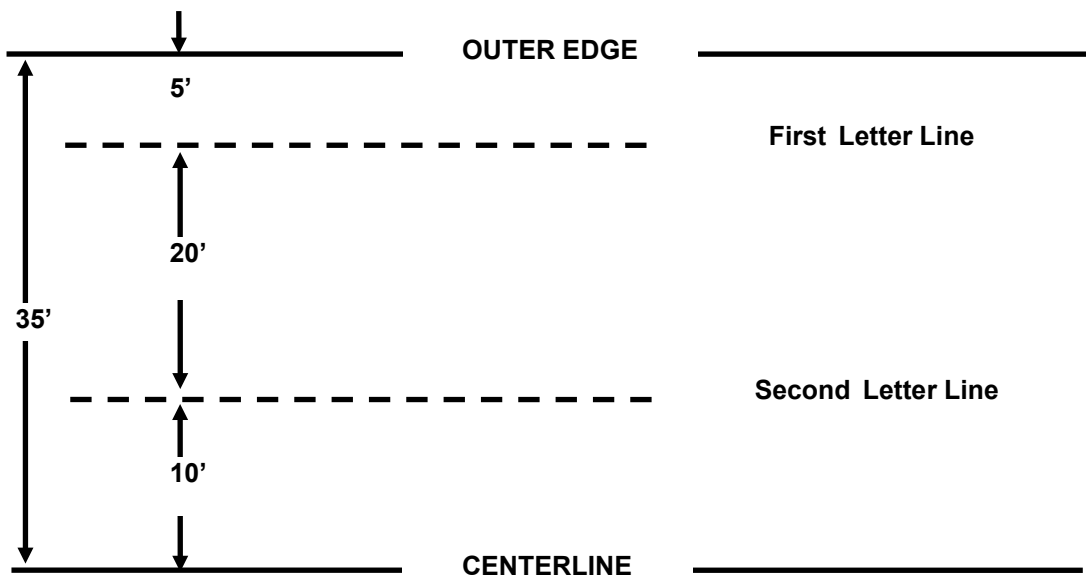 OUTER EDGE
5’
First Letter Line
20’
35’
Second Letter Line
10’
CENTERLINE